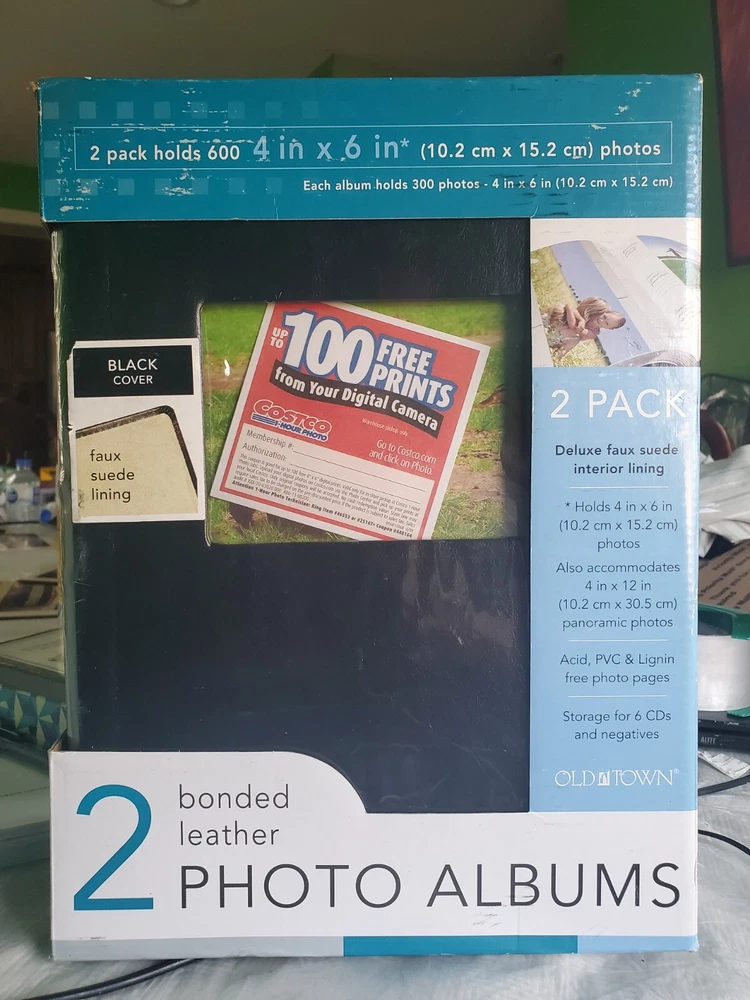 2 pack holds 600 4 in x 6 in* (10.2 cm x 15.2 cm) photos
Each album holds 300 photos - 4 in x 6 in (10.2 cm x 15.2 cm)
BLACK
COVER
faux
suede
lining
UP
TO
100 FREE
PRINTS
from Your Digital Camera
COSTCO
1-HOUR PHOTO
Warehouse pickup only
Go to Costco.com
and click on Photo.
Membership #:
Authorization:
2 PACK
Deluxe faux suede
interior lining
* Holds 4 in x 6 in
(10.2 cm x 15.2 cm)
photos
Also accommodates
4 in x 12 in
(10.2 cm x 30.5 cm)
panoramic photos
Acid, PVC & Lignin
free photo pages
Storage for 6 CDs
and negatives
OLD TOWN®
2
bonded
leather
PHOTO ALBUMS